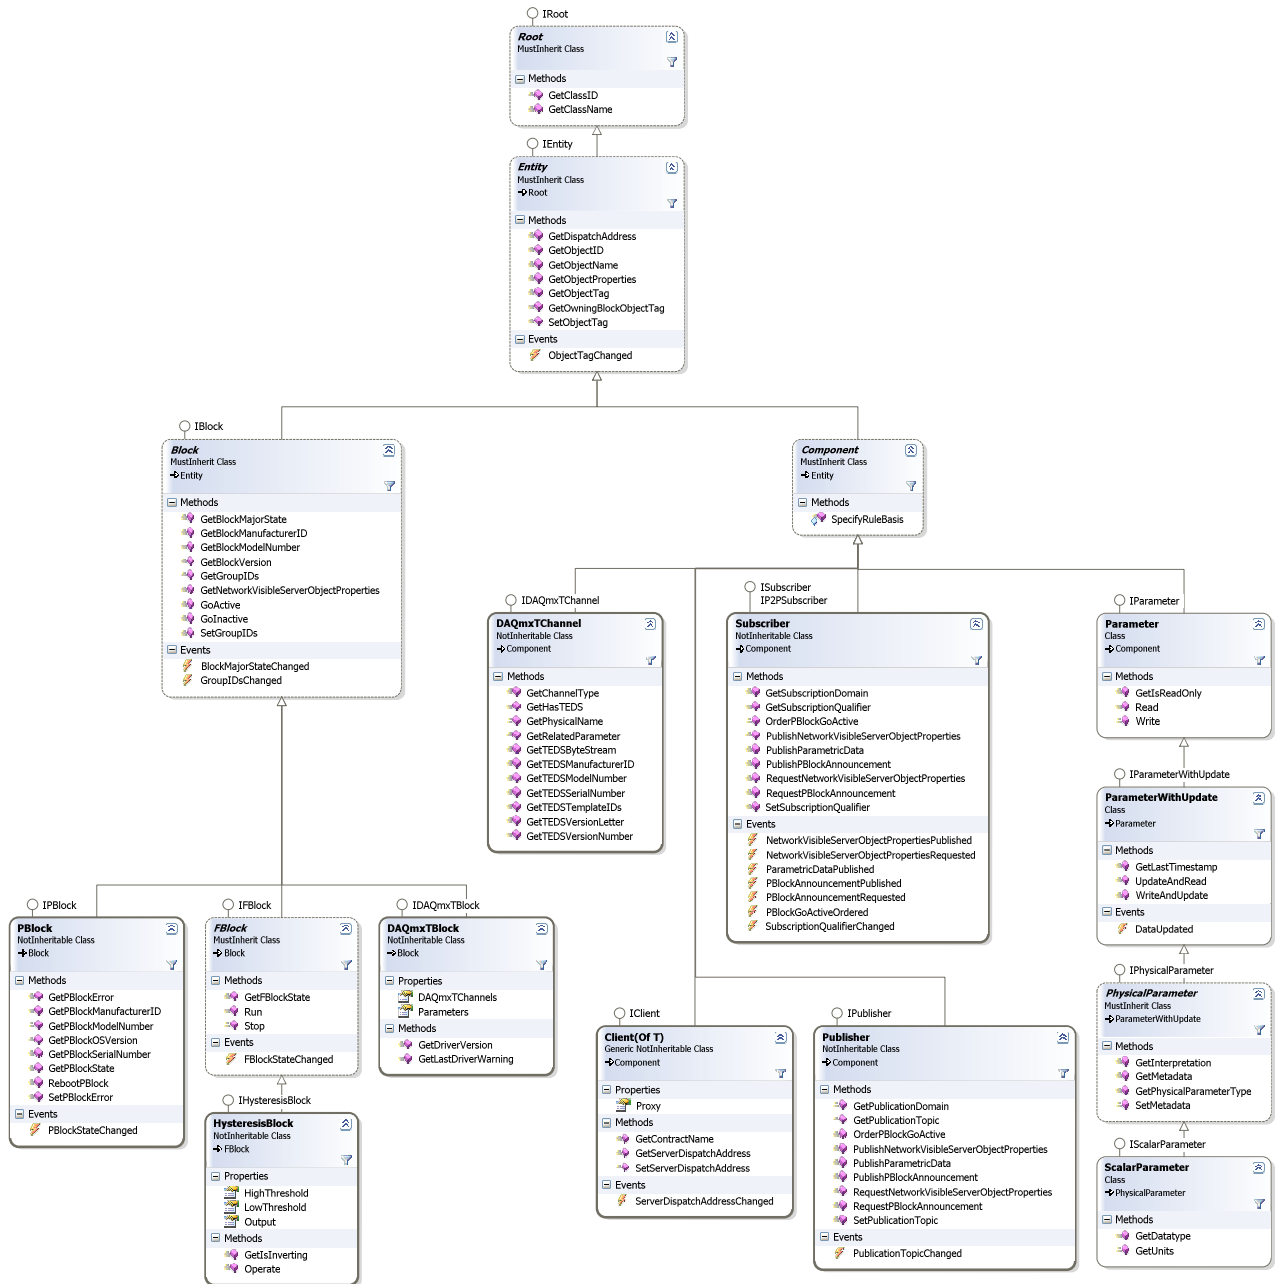 IRoot
Root
MustInherit Class
Methods
GetClassID
GetClassName
IEntity
Entity
MustInherit Class
Root
Methods
GetDispatchAddress
GetObjectID
GetObjectName
GetObjectProperties
GetObjectTag
GetOwningBlockObjectTag
SetObjectTag
Events
ObjectTagChanged
IBlock
Block
MustInherit Class
Entity
Methods
GetBlockMajorState
GetBlockManufacturerID
GetBlockModelNumber
GetBlockVersion
GetGroupIDs
GetNetworkVisibleServerObjectProperties
GoActive
GoInactive
SetGroupIDs
Events
BlockMajorStateChanged
GroupIDsChanged
Component
MustInherit Class
Entity
Methods
SpecifyRuleBasis
IDAQmxTChannel
DAQmxTChannel
NotInheritable Class
Component
Methods
GetChannelType
GetHasTEDS
GetPhysicalName
GetRelatedParameter
GetTEDSByteStream
GetTEDSManufacturerID
GetTEDSModelNumber
GetTEDSSerialNumber
GetTEDSTemplateIDs
GetTEDSVersionLetter
GetTEDSVersionNumber
ISubscriber
IP2PSubscriber
Subscriber
NotInheritable Class
Component
Methods
GetSubscriptionDomain
GetSubscriptionQualifier
OrderPBlockGoActive
PublishNetworkVisibleServerObjectProperties
PublishParametricData
PublishPBlockAnnouncement
RequestNetworkVisibleServerObjectProperties
RequestPBlockAnnouncement
SetSubscriptionQualifier
Events
NetworkVisibleServerObjectPropertiesPublished
NetworkVisibleServerObjectPropertiesRequested
ParametricDataPublished
PBlockAnnouncementPublished
PBlockAnnouncementRequested
PBlockGoActiveOrdered
SubscriptionQualifierChanged
IParameter
Parameter
Class
Component
Methods
GetIsReadOnly
Read
Write
IParameterWithUpdate
ParameterWithUpdate
Class
Parameter
Methods
GetLastTimestamp
UpdateAndRead
WriteAndUpdate
Events
DataUpdated
IPhysicalParameter
PhysicalParameter
MustInherit Class
ParameterWithUpdate
Methods
GetInterpretation
GetMetadata
GetPhysicalParameterType
SetMetadata
IScalarParameter
ScalarParameter
Class
PhysicalParameter
Methods
GetDatatype
GetUnits
IPBlock
PBlock
NotInheritable Class
Block
Methods
GetPBlockError
GetPBlockManufacturerID
GetPBlockModelNumber
GetPBlockOSVersion
GetPBlockSerialNumber
GetPBlockState
RebootPBlock
SetPBlockError
Events
PBlockStateChanged
IFBlock
FBlock
MustInherit Class
Block
Methods
GetFBlockState
Run
Stop
Events
FBlockStateChanged
IHysteresisBlock
HysteresisBlock
NotInheritable Class
FBlock
Properties
HighThreshold
LowThreshold
Output
Methods
GetIsInverting
Operate
IDAQmxTBlock
DAQmxTBlock
NotInheritable Class
Block
Properties
DAQmxTChannels
Parameters
Methods
GetDriverVersion
GetLastDriverWarning
IClient
Client(Of T)
Generic NotInheritable Class
Component
Properties
Proxy
Methods
GetContractName
GetServerDispatchAddress
SetServerDispatchAddress
Events
ServerDispatchAddressChanged
IPublisher
Publisher
NotInheritable Class
Component
Methods
GetPublicationDomain
GetPublicationTopic
OrderPBlockGoActive
PublishNetworkVisibleServerObjectProperties
PublishParametricData
PublishPBlockAnnouncement
RequestNetworkVisibleServerObjectProperties
RequestPBlockAnnouncement
SetPublicationTopic
Events
PublicationTopicChanged